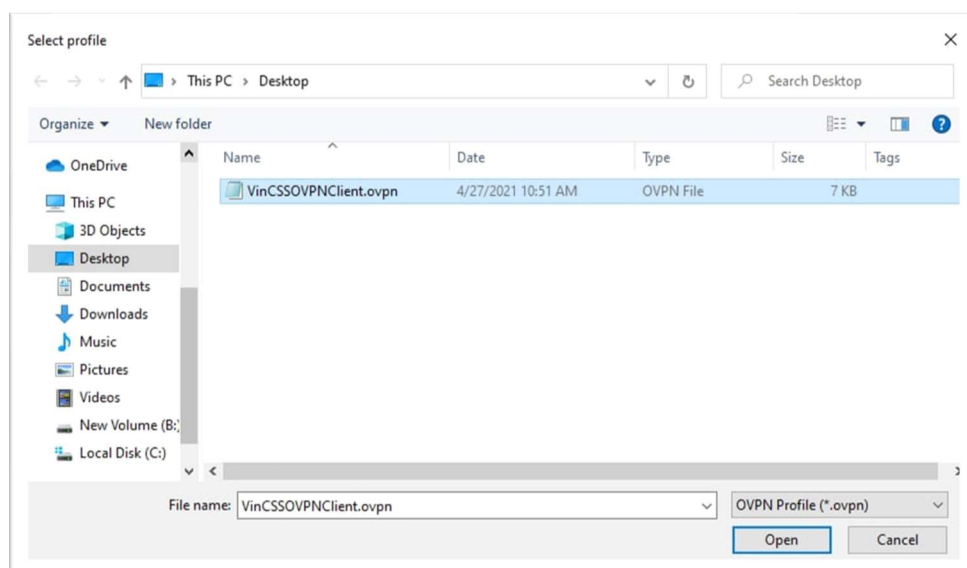 Select profile
This PC > Desktop
Search Desktop
Organize
New folder
Name
Date
Type
Size
Tags
VinCSSOVPNClient.ovpn
4/27/2021 10:51 AM
OVPN File
7 KB
OneDrive
This PC
3D Objects
Desktop
Documents
Downloads
Music
Pictures
Videos
New Volume (B:)
Local Disk (C:)
File name:
VinCSSOVPNClient.ovpn
OVPN Profile (*.ovpn)
Open
Cancel